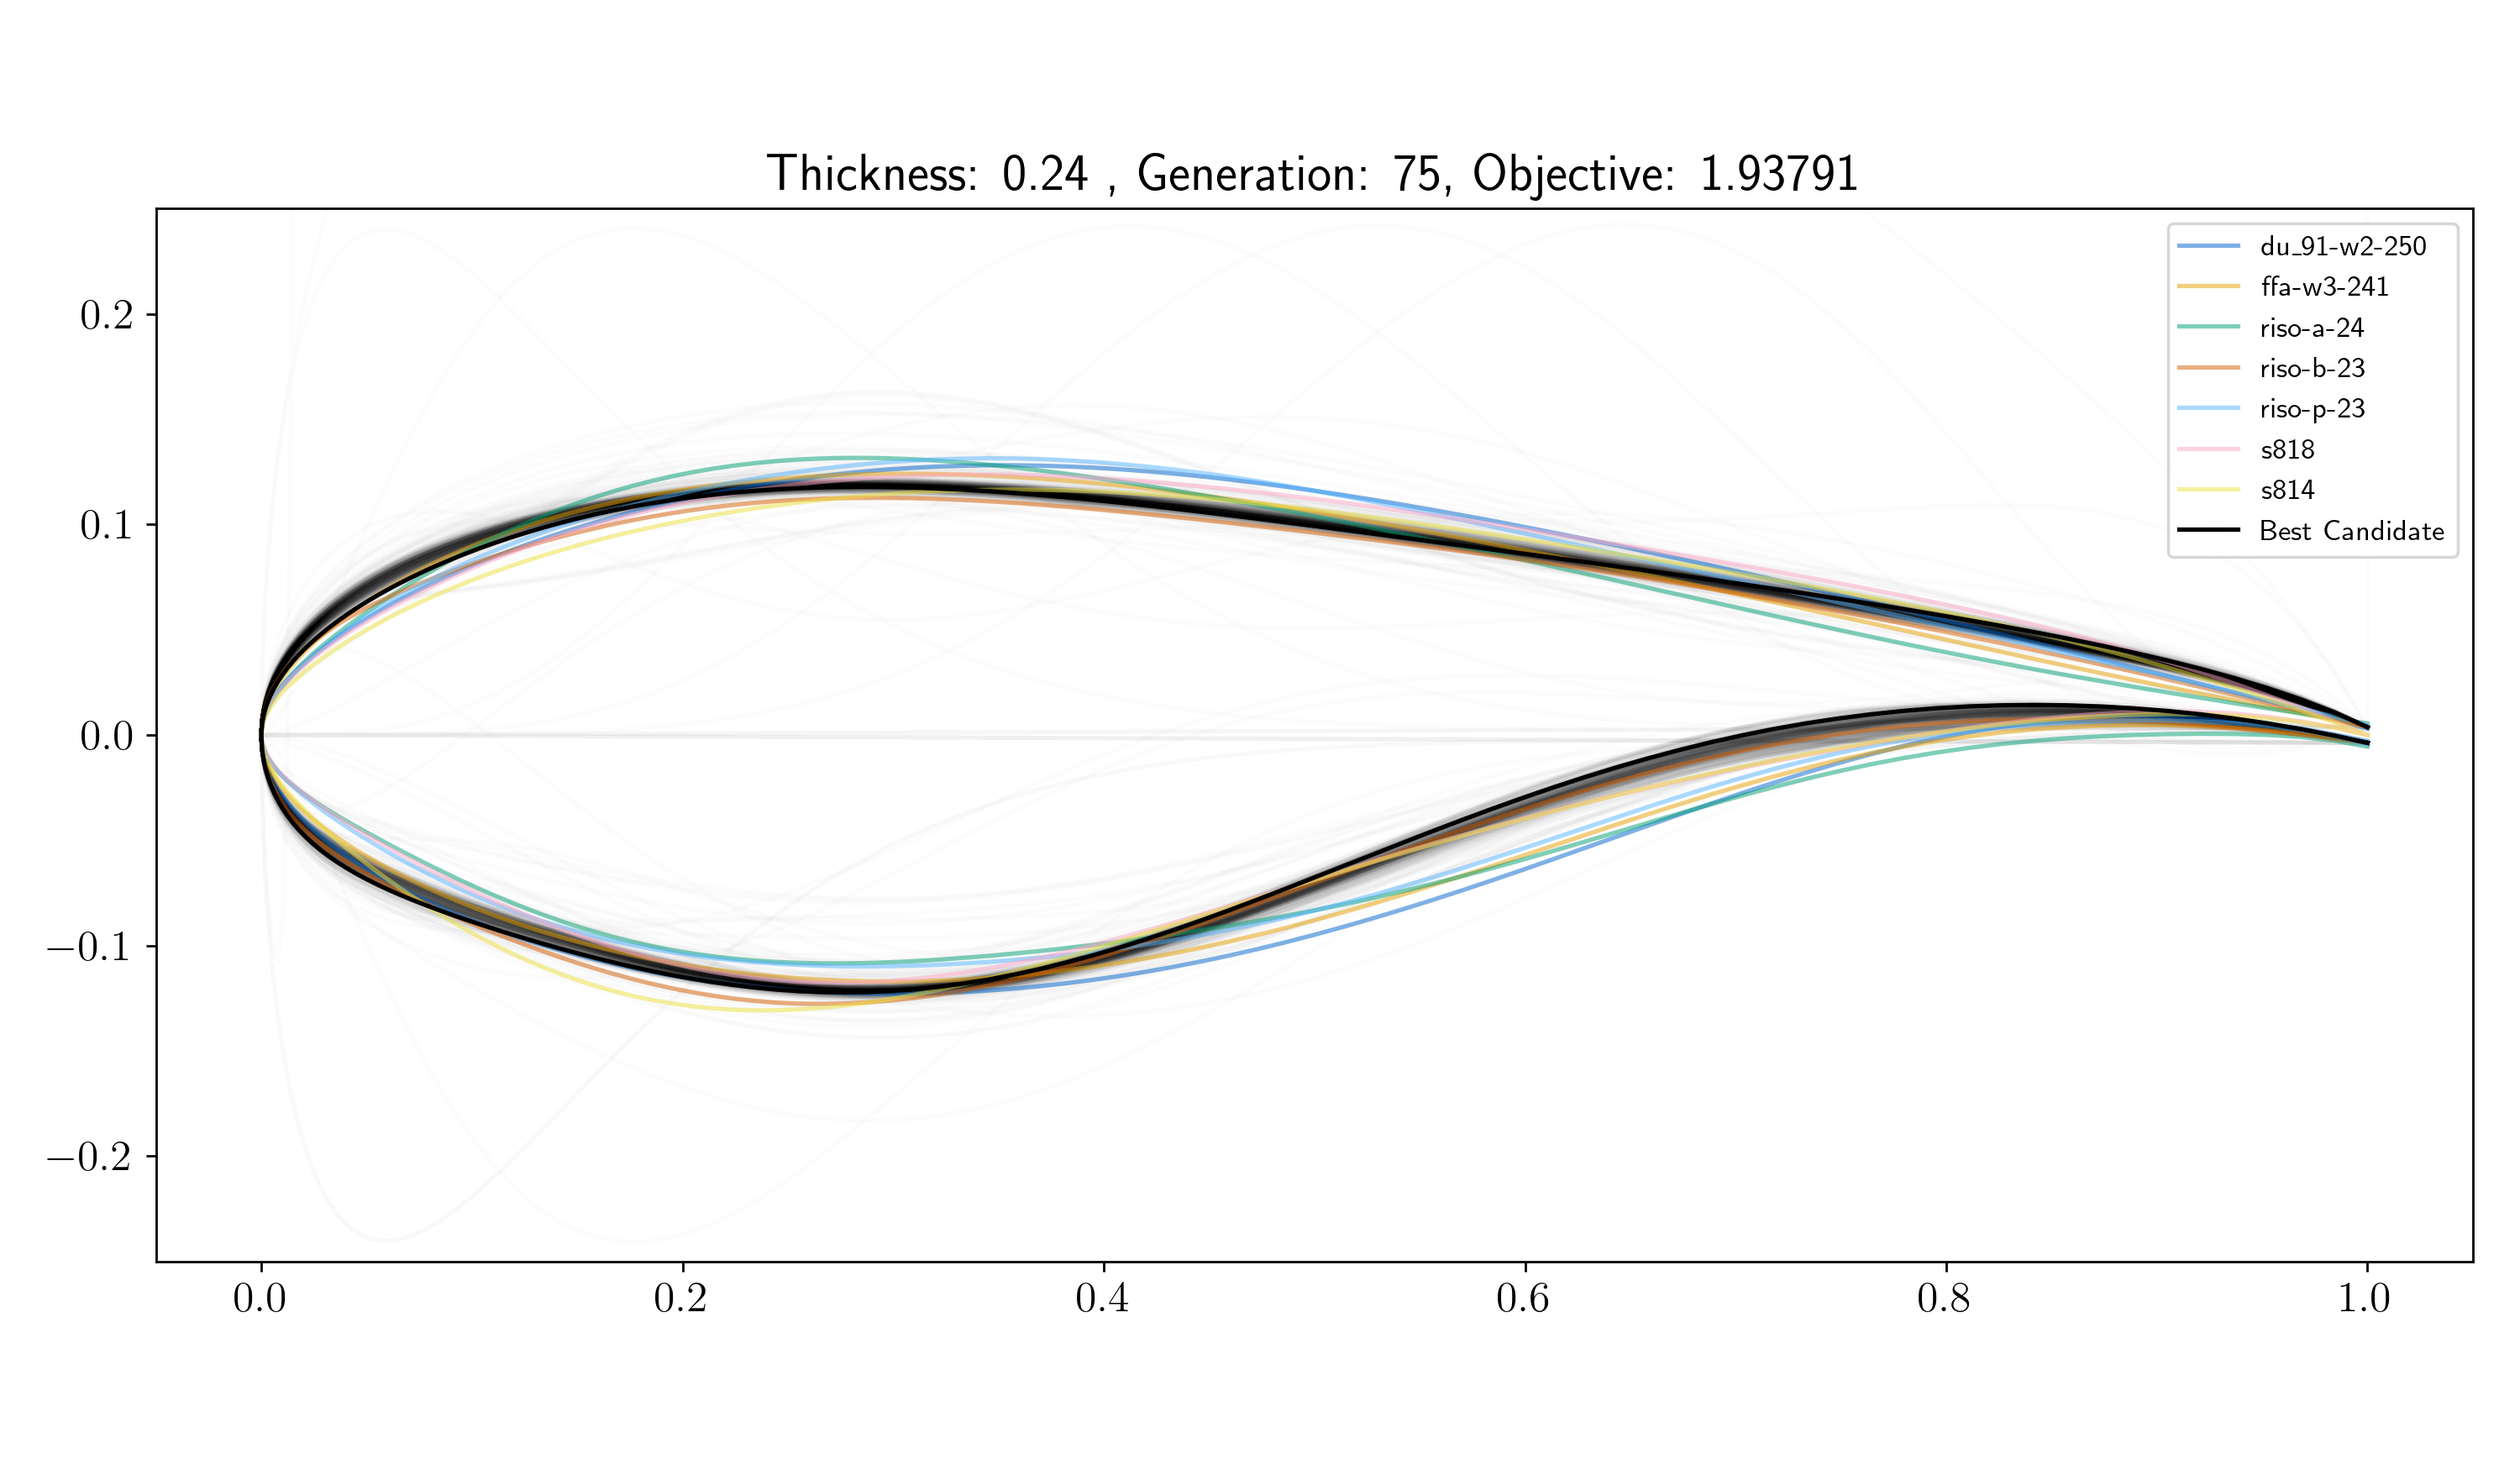 Thickness: 0.24 , Generation: 75, Objective: 1.93791
du_91-w2-250
ffa-w3-241
riso-a-24
riso-b-23
riso-p-23
s818
s814
Best Candidate
0.2
0.1
0.0
−0.1
−0.2
0.0 0.2 0.4 0.6 0.8 1.0